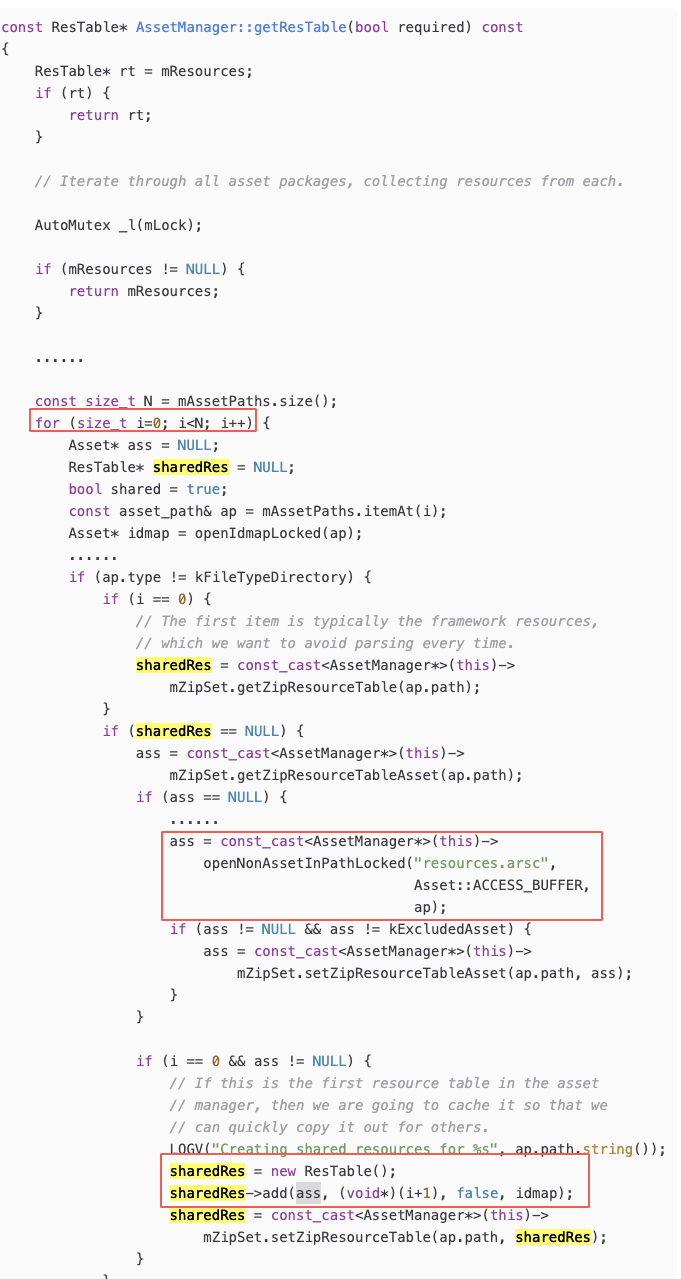 const ResTable* AssetManager::getResTable(bool required) const
{
    ResTable* rt = mResources;
    if (rt) {
        return rt;
    }

    // Iterate through all asset packages, collecting resources from each.

    AutoMutex _l(mLock);

    if (mResources != NULL) {
        return mResources;
    }

    ......

    const size_t N = mAssetPaths.size();
    for (size_t i=0; i<N; i++) {
        Asset* ass = NULL;
        ResTable* sharedRes = NULL;
        bool shared = true;
        const asset_path& ap = mAssetPaths.itemAt(i);
        Asset* idmap = openIdmapLocked(ap);
        ......
        if (ap.type != kFileTypeDirectory) {
            if (i == 0) {
                // The first item is typically the framework resources,
                // which we want to avoid parsing every time.
                sharedRes = const_cast<AssetManager*>(this)->
                    mZipSet.getZipResourceTable(ap.path);
            }
            if (sharedRes == NULL) {
                ass = const_cast<AssetManager*>(this)->
                    mZipSet.getZipResourceTableAsset(ap.path);
                if (ass == NULL) {
                    ......
                    ass = const_cast<AssetManager*>(this)->
                        openNonAssetInPathLocked("resources.arsc",
                                                 Asset::ACCESS_BUFFER,
                                                 ap);
                    if (ass != NULL && ass != kExcludedAsset) {
                        ass = const_cast<AssetManager*>(this)->
                            mZipSet.setZipResourceTableAsset(ap.path, ass);
                    }
                }

                if (i == 0 && ass != NULL) {
                    // If this is the first resource table in the asset
                    // manager, then we are going to cache it so that we
                    // can quickly copy it out for others.
                    LOGV("Creating shared resources for %s", ap.path.string());
                    sharedRes = new ResTable();
                    sharedRes->add(ass, (void*)(i+1), false, idmap);
                    sharedRes = const_cast<AssetManager*>(this)->
                        mZipSet.setZipResourceTable(ap.path, sharedRes);
                }
            }